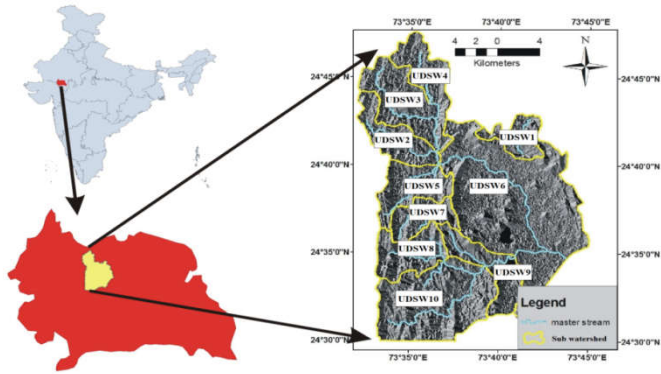 73°35'0"E 73°40'0"E 73°45'0"E
4 2 0 4
Kilometers
N
24°45'0"N 24°45'0"N
UDSW4
UDSW3
UDSW2 UDSW1
24°40'0"N 24°40'0"N
UDSW5 UDSW6
UDSW7
24°35'0"N 24°35'0"N
UDSW8
UDSW9
UDSW10
Legend
master stream
Sub watershed
24°30'0"N 24°30'0"N
73°35'0"E 73°40'0"E 73°45'0"E